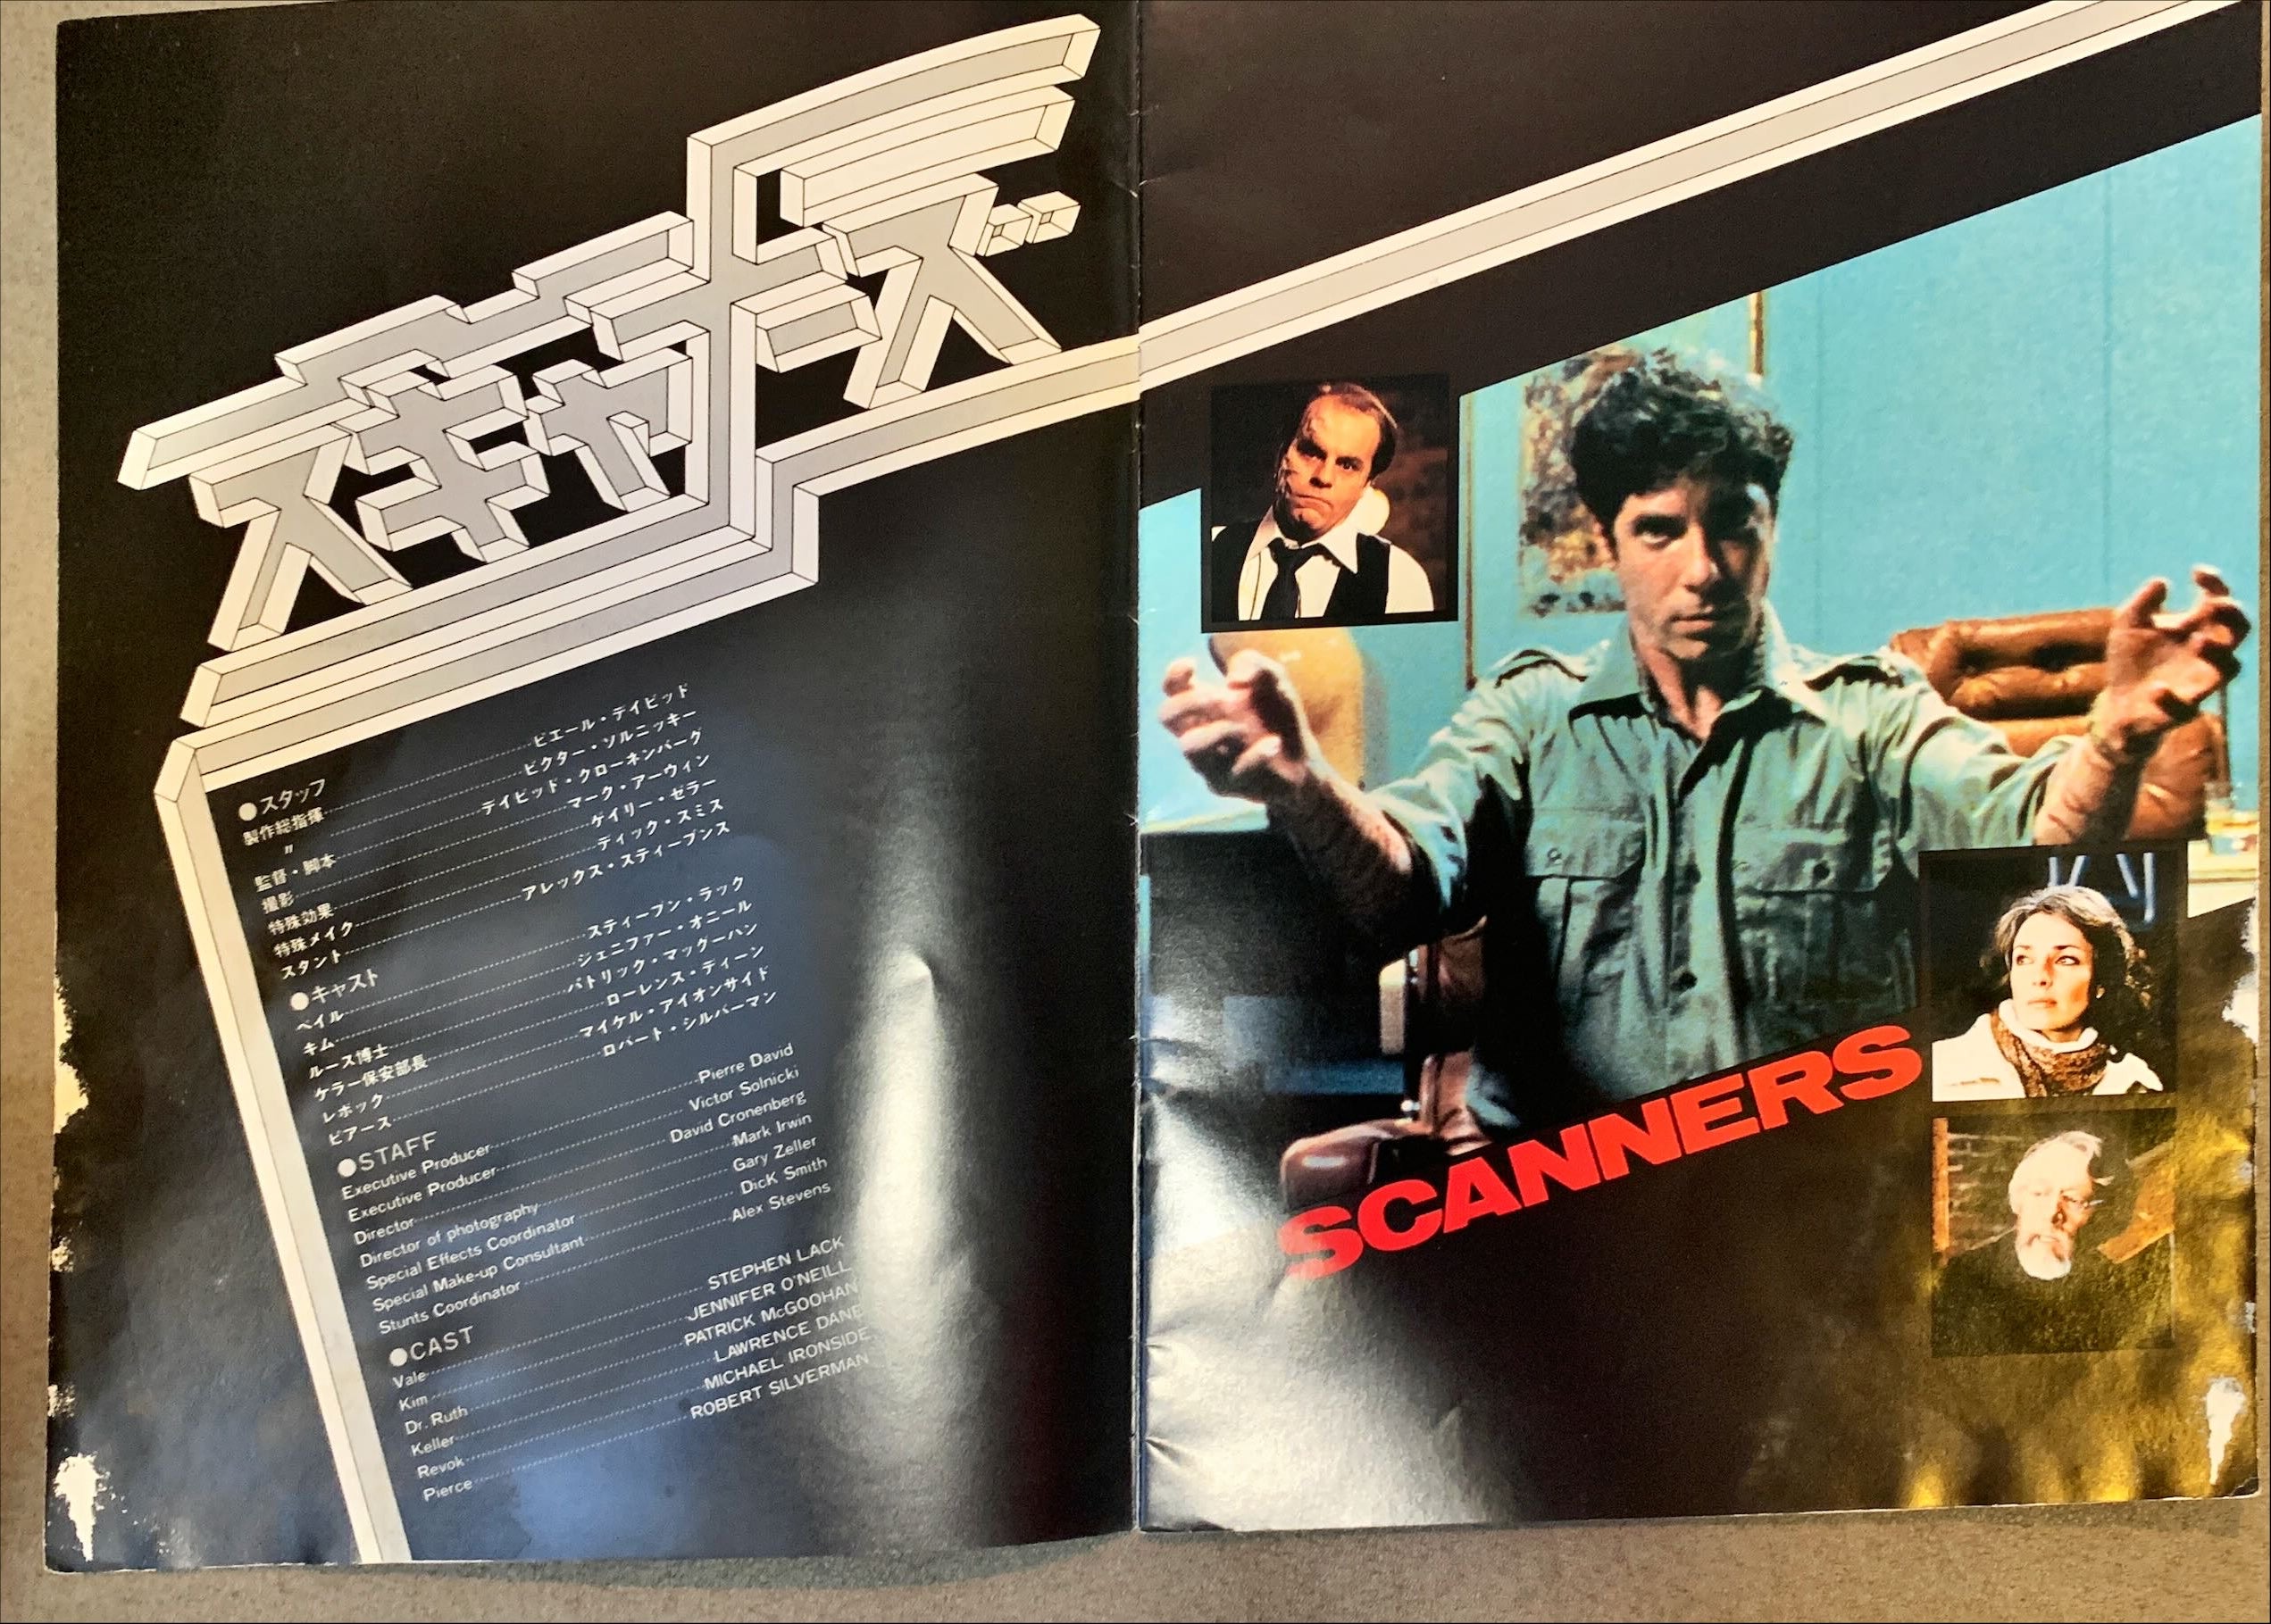 スキャナーズ
●スタッフ
製作総指揮 ピエール・デイビッド
〃 ビクター・ソルニッキー
監督・脚本 デイビッド・クローネンバーグ
撮影 マーク・アーウィン
特殊効果 ゲイリー・ゼラー
特殊メイク ディック・スミス
スタント アレックス・スティーブンス
●キャスト
ベイル スティーブン・ラック
キム ジェニファー・オニール
ルース博士 パトリック・マッグーハン
ケラー保安部長 ローレンス・ディーン
レボック マイケル・アイオンサイド
ピアース ロバート・シルバーマン
●STAFF
Executive Producer Pierre David
Executive Producer Victor Solnicki
Director David Cronenberg
Director of photography Mark Irwin
Special Effects Coordinator Gary Zeller
Special Make-up Consultant DicK Smith
Stunts Coordinator Alex Stevens
●CAST
Vale STEPHEN LACK
Kim JENNIFER O'NEILL
Dr. Ruth PATRICK McGOOHAN
Keller LAWRENCE DANE
Revok MICHAEL IRONSIDE
Pierce ROBERT SILVERMAN
SCANNERS